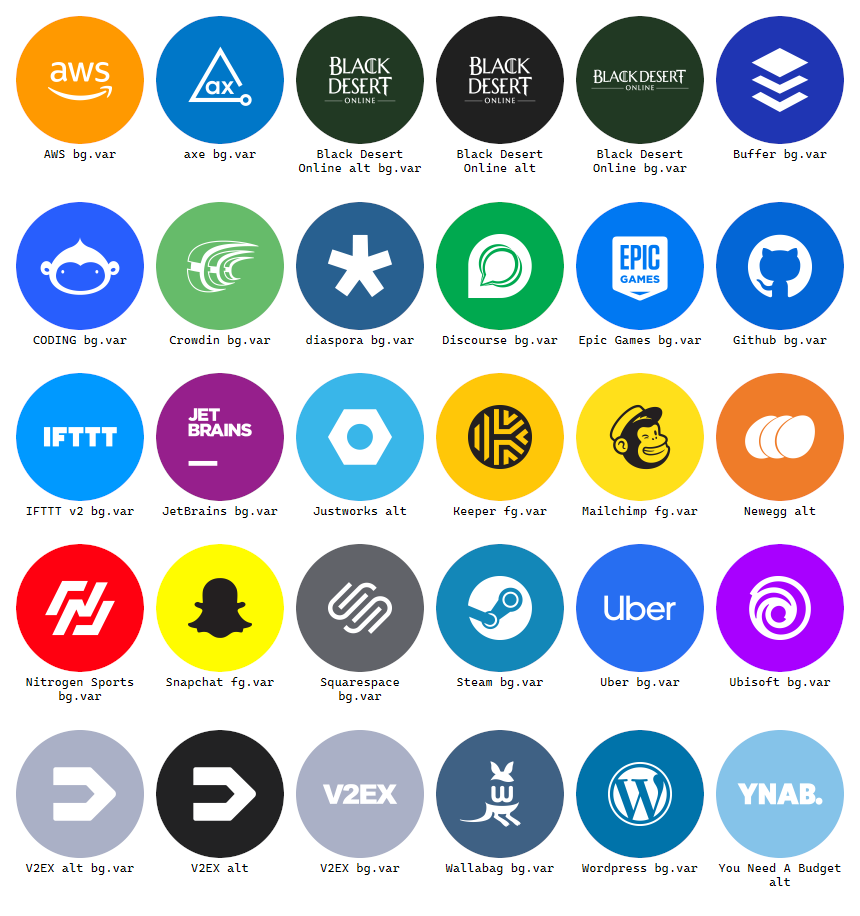 aws
ax
BLACK
DESERT
ONLINE
BLACK
DESERT
ONLINE
BLACK DESERT
ONLINE
AWS bg.var
axe bg.var
Black Desert
Online alt bg.var
Black Desert
Online alt
Black Desert
Online bg.var
Buffer bg.var
EPIC
GAMES
CODING bg.var
Crowdin bg.var
diaspora bg.var
Discourse bg.var
Epic Games bg.var
Github bg.var
IFTTT
JET
BRAINS
IFTTT v2 bg.var
JetBrains bg.var
Justworks alt
Keeper fg.var
Mailchimp fg.var
Newegg alt
Uber
Nitrogen Sports
bg.var
Snapchat fg.var
Squarespace
bg.var
Steam bg.var
Uber bg.var
Ubisoft bg.var
V2EX
W
YNAB.
V2EX alt bg.var
V2EX alt
V2EX bg.var
Wallabag bg.var
Wordpress bg.var
You Need A Budget
alt